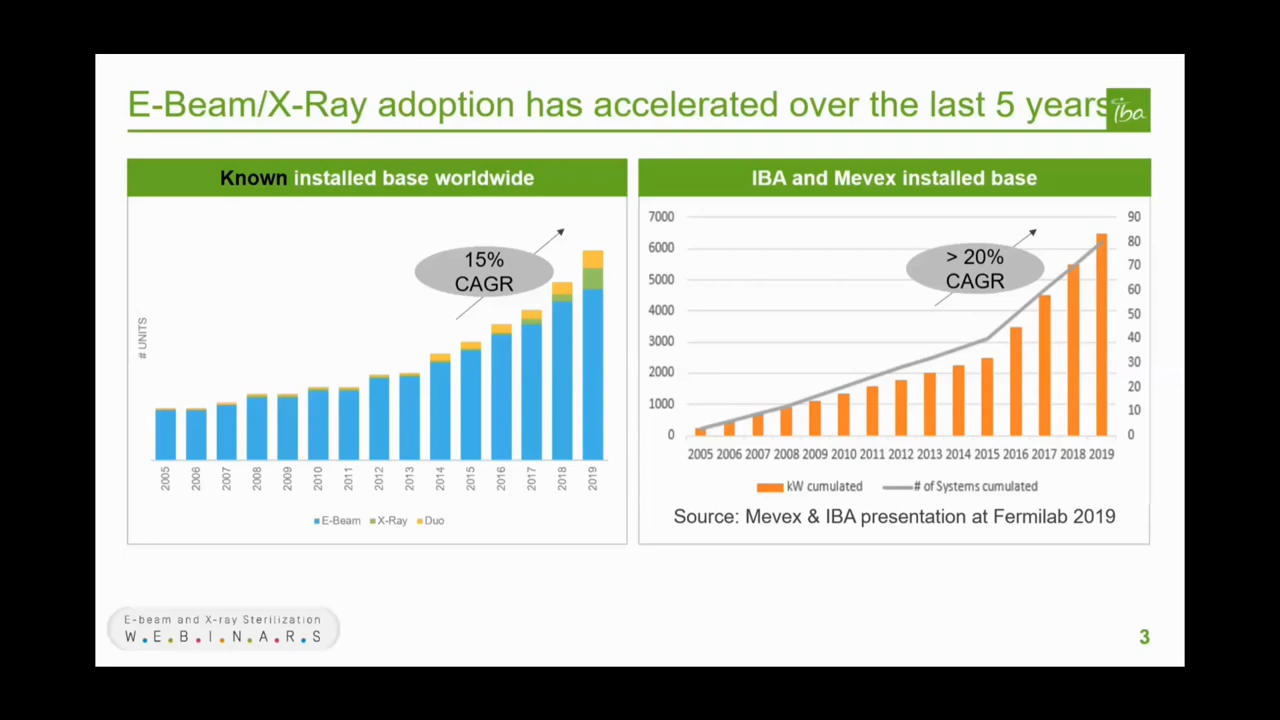 E-Beam/X-Ray adoption has accelerated over the last 5 years
iba
Known installed base worldwide
# UNITS
15%
CAGR
2005 2006 2007 2008 2009 2010 2011 2012 2013 2014 2015 2016 2017 2018 2019
E-Beam X-Ray Duo
IBA and Mevex installed base
7000
6000
5000
4000
3000
2000
1000
0
> 20%
CAGR
90
80
70
60
50
40
30
20
10
0
2005 2006 2007 2008 2009 2010 2011 2012 2013 2014 2015 2016 2017 2018 2019
kW cumulated # of Systems cumulated
Source: Mevex & IBA presentation at Fermilab 2019
E-beam and X-ray Sterilization
W.E.B.I.N.A.R.S
3